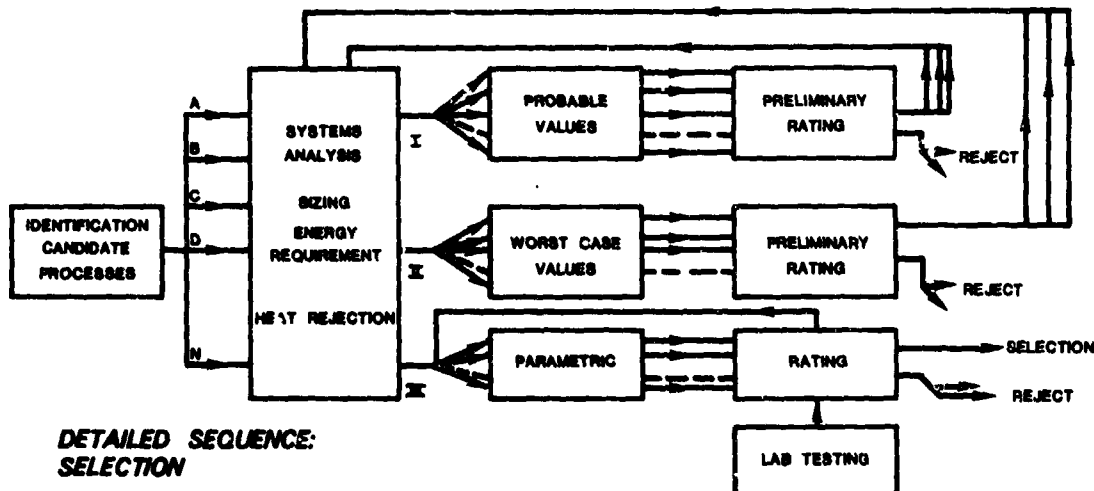 A
B
C
D
N
IDENTIFICATION
CANDIDATE
PROCESSES
SYSTEMS
ANALYSIS
SIZING
ENERGY
REQUIREMENT
HEAT REJECTION
I
PROBABLE
VALUES
PRELIMINARY
RATING
REJECT
II
WORST CASE
VALUES
PRELIMINARY
RATING
REJECT
III
PARAMETRIC
RATING
SELECTION
REJECT
LAB TESTING
DETAILED SEQUENCE:
SELECTION